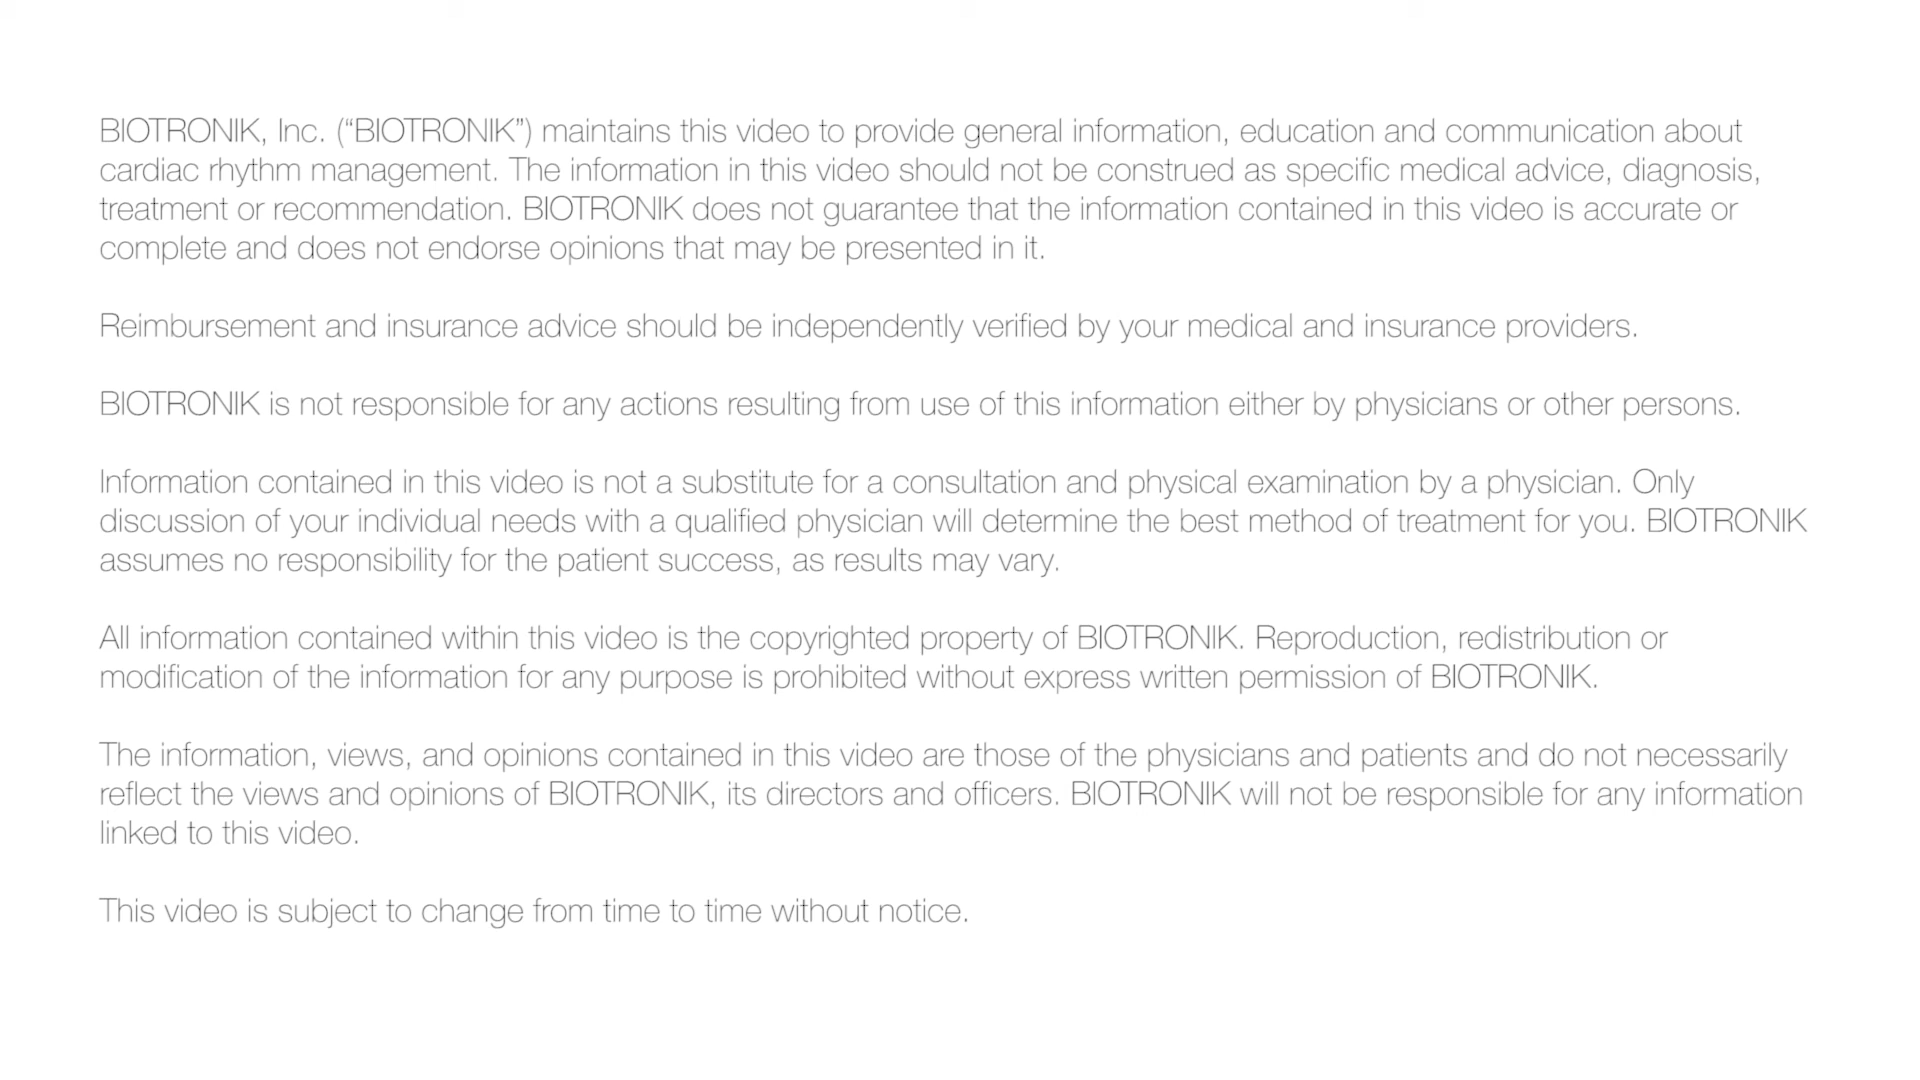 BIOTRONIK, Inc. (“BIOTRONIK”) maintains this video to provide general information, education and communication about
cardiac rhythm management. The information in this video should not be construed as specific medical advice, diagnosis,
treatment or recommendation. BIOTRONIK does not guarantee that the information contained in this video is accurate or
complete and does not endorse opinions that may be presented in it.
Reimbursement and insurance advice should be independently verified by your medical and insurance providers.
BIOTRONIK is not responsible for any actions resulting from use of this information either by physicians or other persons.
Information contained in this video is not a substitute for a consultation and physical examination by a physician. Only
discussion of your individual needs with a qualified physician will determine the best method of treatment for you. BIOTRONIK
assumes no responsibility for the patient success, as results may vary.
All information contained within this video is the copyrighted property of BIOTRONIK. Reproduction, redistribution or
modification of the information for any purpose is prohibited without express written permission of BIOTRONIK.
The information, views, and opinions contained in this video are those of the physicians and patients and do not necessarily
reflect the views and opinions of BIOTRONIK, its directors and officers. BIOTRONIK will not be responsible for any information
linked to this video.
This video is subject to change from time to time without notice.